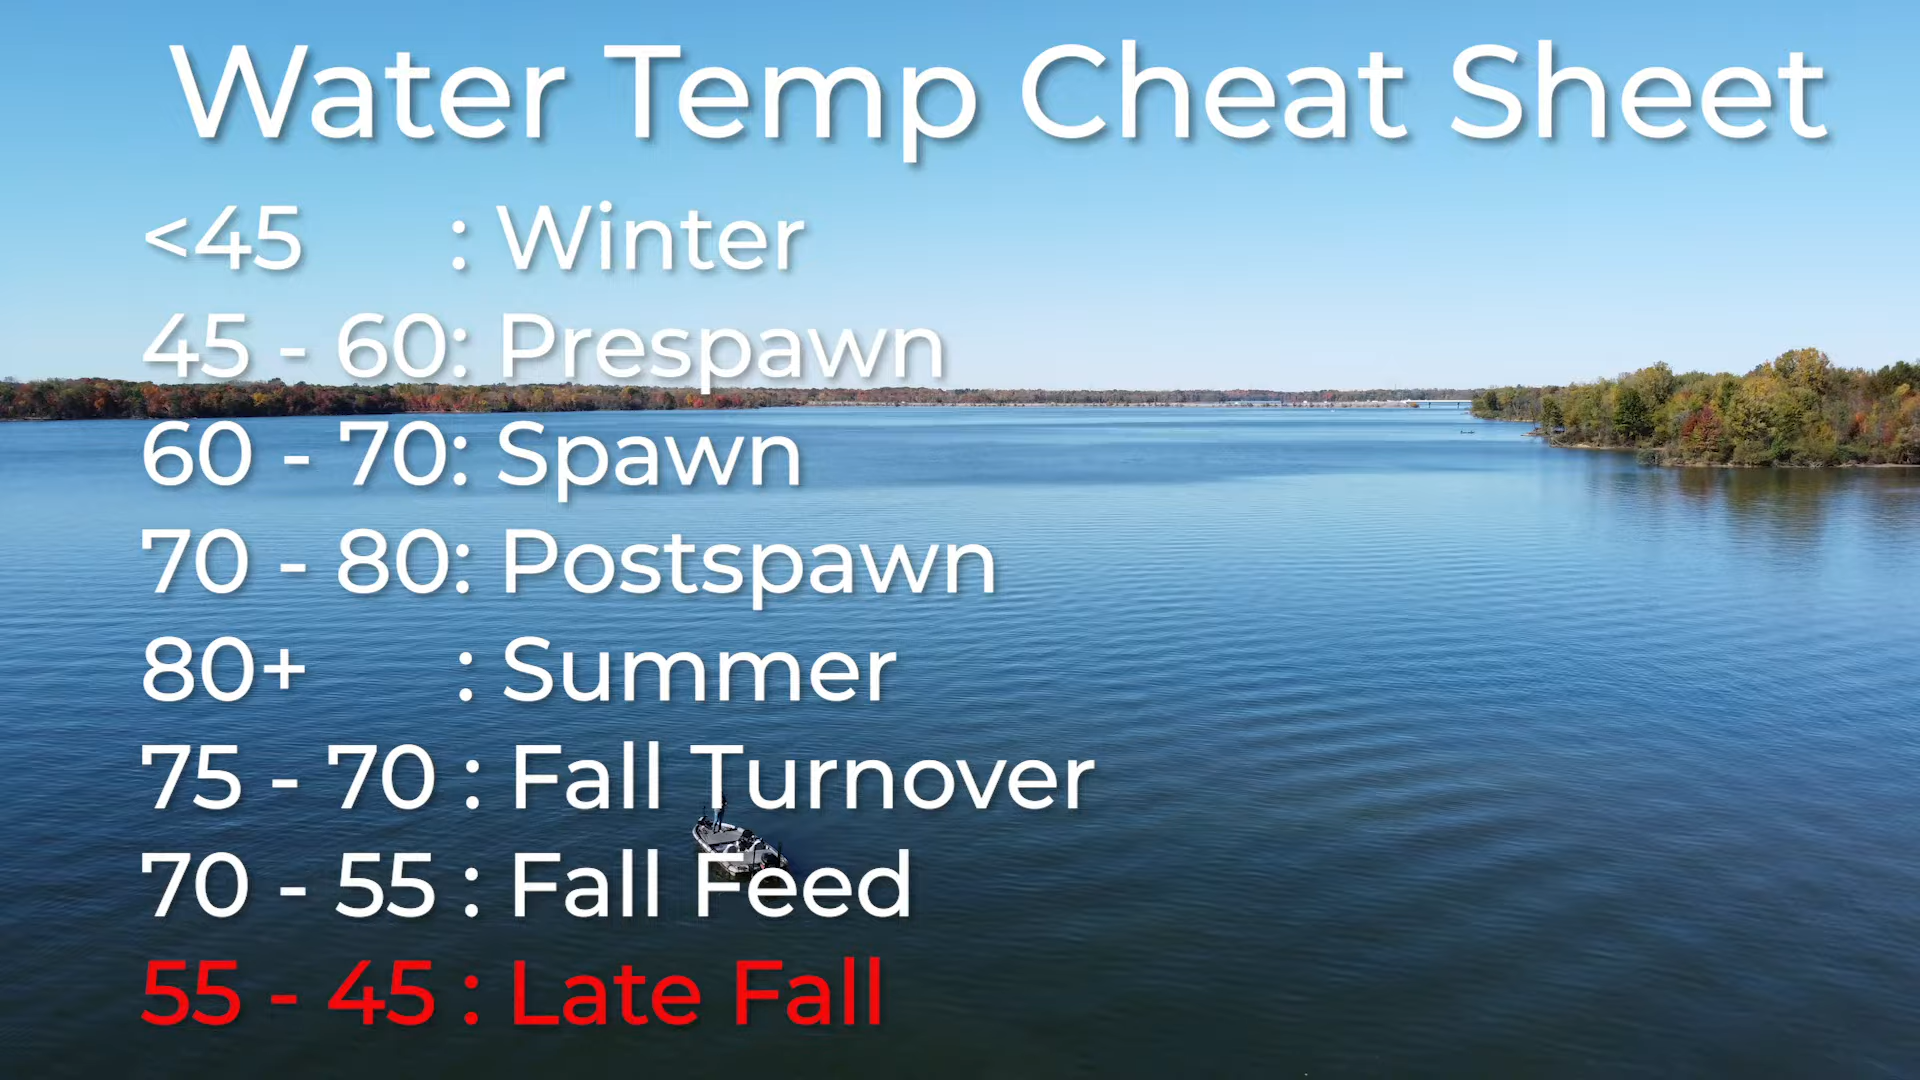 Water Temp Cheat Sheet
<45 : Winter
45 - 60: Prespawn
60 - 70: Spawn
70 - 80: Postspawn
80+ : Summer
75 - 70 : Fall Turnover
70 - 55 : Fall Feed
55 - 45 : Late Fall